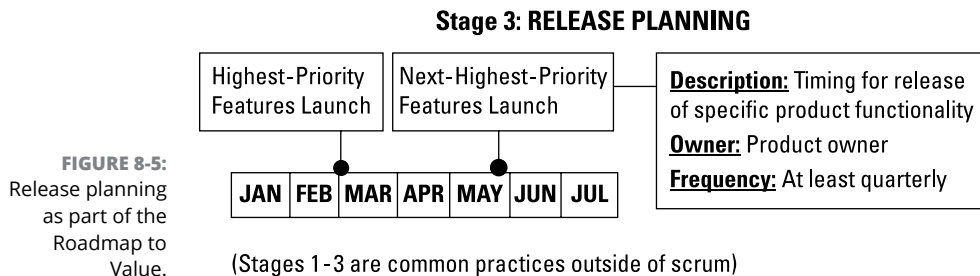 Stage 3: RELEASE PLANNING
Highest-Priority
Features Launch
Next-Highest-Priority
Features Launch
Description: Timing for release
of specific product functionality
Owner: Product owner
Frequency: At least quarterly
JAN FEB MAR APR MAY JUN JUL
(Stages 1-3 are common practices outside of scrum)
FIGURE 8-5:
Release planning
as part of the
Roadmap to
Value.